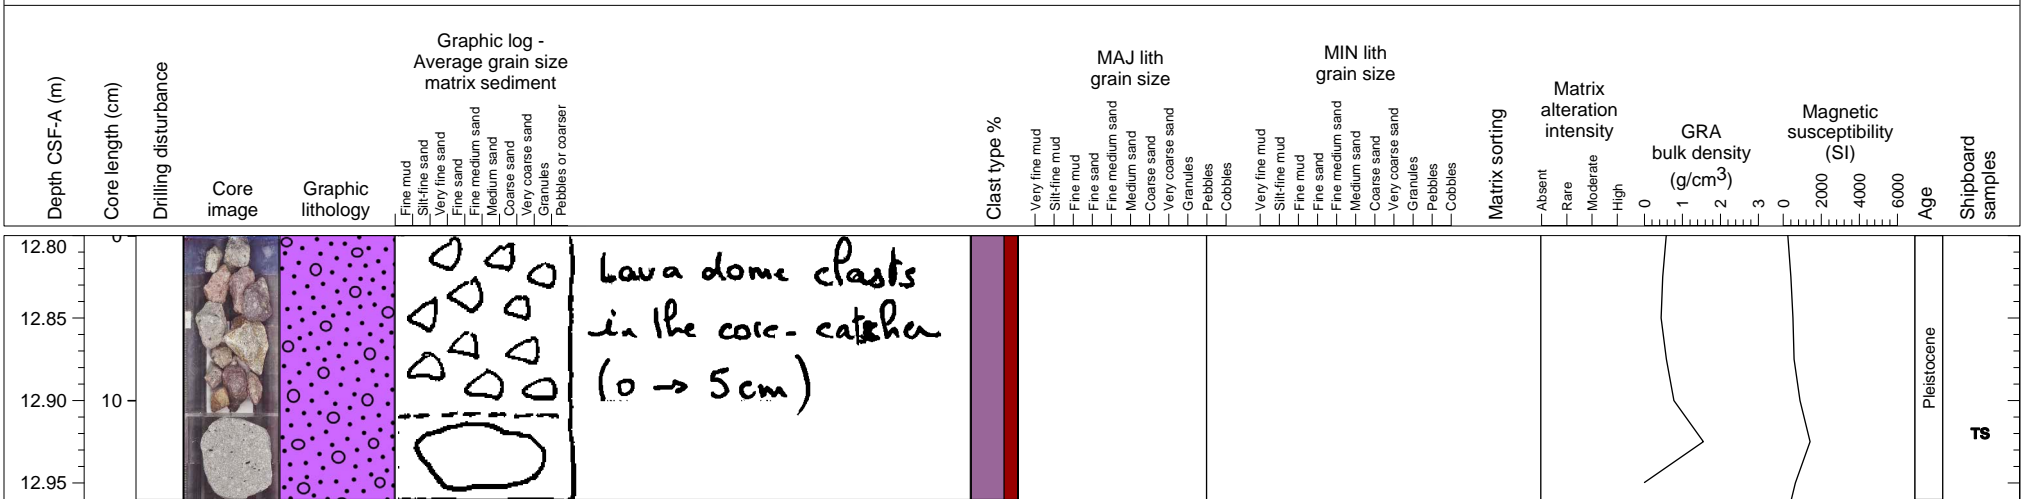 Depth CSF-A (m)
Core length (cm)
Drilling disturbance
Core
image
Graphic
lithology
Graphic log -
Average grain size
matrix sediment
Fine mud
Silt-fine sand
Very fine sand
Fine sand
Fine medium sand
Medium sand
Coarse sand
Very coarse sand
Granules
Pebbles or coarser
Clast type %
MAJ lith
grain size
Very fine mud
Silt-fine mud
Fine mud
Fine sand
Fine medium sand
Medium sand
Coarse sand
Very coarse sand
Granules
Pebbles
Cobbles
MIN lith
grain size
Very fine mud
Silt-fine mud
Fine mud
Fine sand
Fine medium sand
Medium sand
Coarse sand
Very coarse sand
Granules
Pebbles
Cobbles
Matrix sorting
Matrix
alteration
intensity
Absent
Rare
Moderate
High
GRA
bulk density
(g/cm3)
0 1 2 3
Magnetic
susceptibility
(SI)
0 2000 4000 6000
Age
Shipboard
samples
12.80
12.85
12.90
12.95
0
10
Lava dome clasts
in the core-catcher
(0 → 5 cm)
Pleistocene
TS